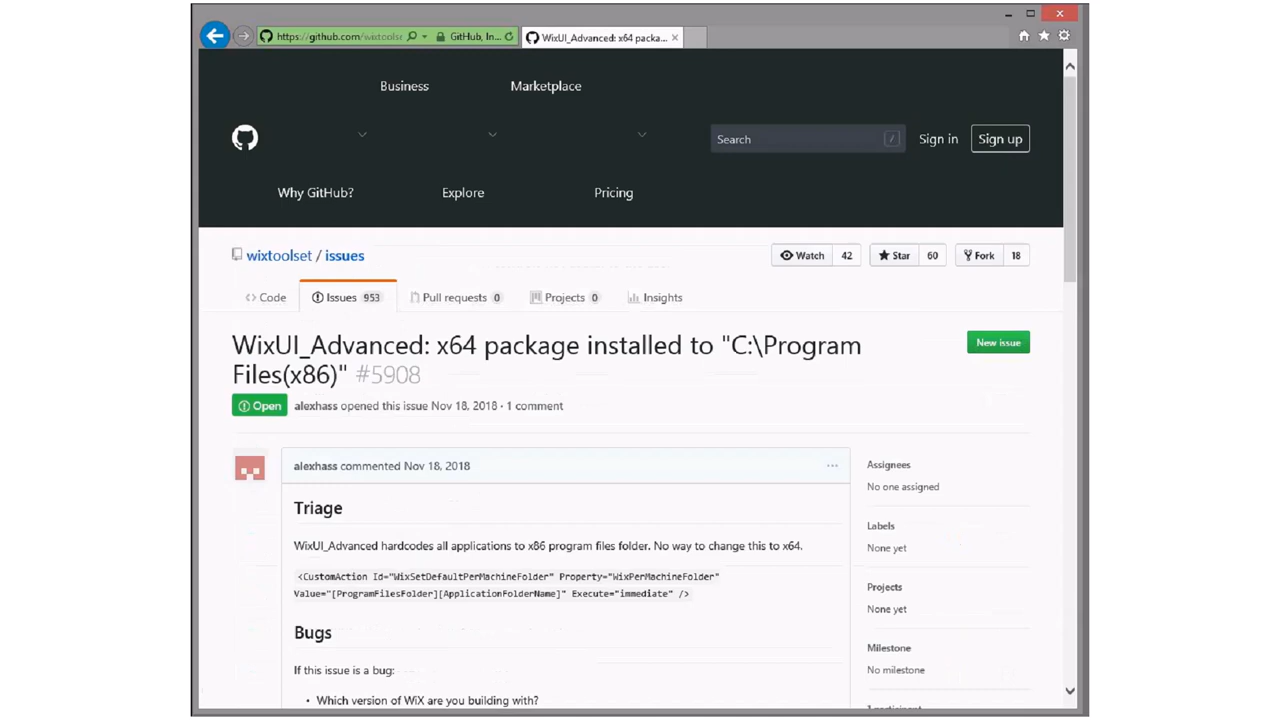 https://github.com/wixtoolse
GitHub, In...
WixUI_Advanced: x64 packa...
Business
Marketplace
Search
/
Sign in
Sign up
Why GitHub?
Explore
Pricing
wixtoolset / issues
Watch 42
Star 60
Fork 18
Code
Issues 953
Pull requests 0
Projects 0
Insights
WixUI_Advanced: x64 package installed to "C:\Program
Files(x86)" #5908
New issue
Open
alexhass opened this issue Nov 18, 2018 · 1 comment
alexhass commented Nov 18, 2018
...
Triage
WixUI_Advanced hardcodes all applications to x86 program files folder. No way to change this to x64.
<CustomAction Id="WixSetDefaultPerMachineFolder" Property="WixPerMachineFolder"
Value="[ProgramFilesFolder][ApplicationFolderName]" Execute="immediate" />
Bugs
If this issue is a bug:
• Which version of WiX are you building with?
Assignees
No one assigned
Labels
None yet
Projects
None yet
Milestone
No milestone
1 participant